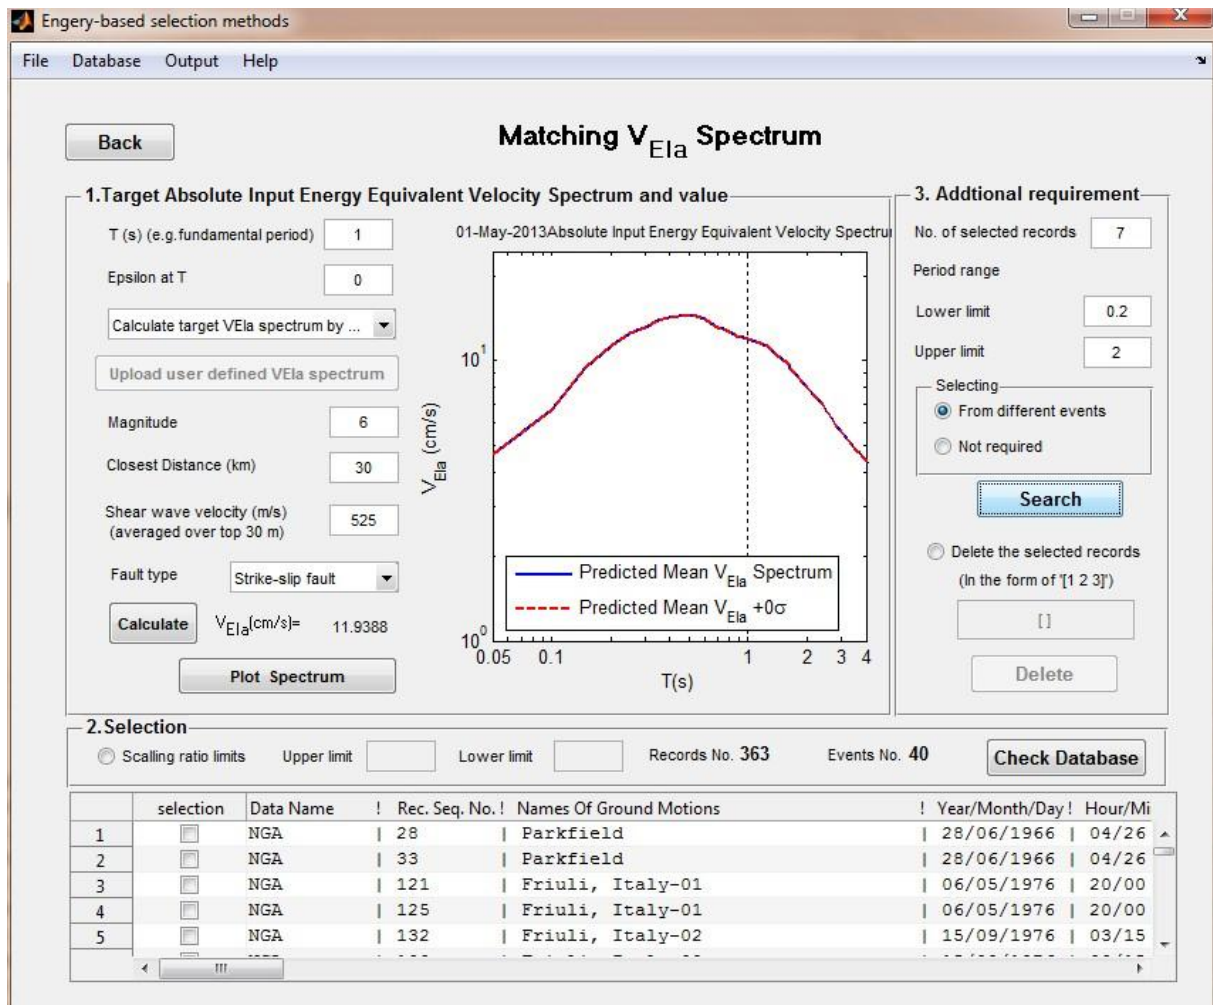 Engery-based selection methods
File Database Output Help
Back
Matching VEIa Spectrum
1.Target Absolute Input Energy Equivalent Velocity Spectrum and value
T (s) (e.g.fundamental period) 1
Epsilon at T 0
Calculate target VEIa spectrum by ...
Upload user defined VEIa spectrum
Magnitude 6
Closest Distance (km) 30
Shear wave velocity (m/s)
(averaged over top 30 m) 525
Fault type Strike-slip fault
Calculate VEIa(cm/s)= 11.9388
Plot Spectrum
01-May-2013Absolute Input Energy Equivalent Velocity Spectru
VEIa (cm/s)
10^1
10^0
Predicted Mean VEIa Spectrum
Predicted Mean VEIa +0σ
0.05 0.1 1 2 3 4
T(s)
3. Addtional requirement
No. of selected records 7
Period range
Lower limit 0.2
Upper limit 2
Selecting
From different events
Not required
Search
Delete the selected records
(In the form of '[1 2 3]')
[ ]
Delete
2.Selection
Scalling ratio limits Upper limit Lower limit Records No. 363 Events No. 40 Check Database
selection Data Name ! Rec. Seq. No. ! Names Of Ground Motions ! Year/Month/Day ! Hour/Mi
1 NGA | 28 | Parkfield | 28/06/1966 | 04/26
2 NGA | 33 | Parkfield | 28/06/1966 | 04/26
3 NGA | 121 | Friuli, Italy-01 | 06/05/1976 | 20/00
4 NGA | 125 | Friuli, Italy-01 | 06/05/1976 | 20/00
5 NGA | 132 | Friuli, Italy-02 | 15/09/1976 | 03/15